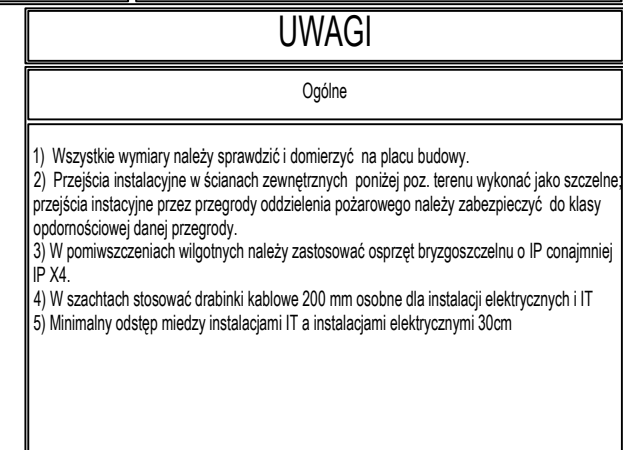 UWAGI
Ogólne
1) Wszystkie wymiary należy sprawdzić i domierzyć na placu budowy.
2) Przejścia instalacyjne w ścianach zewnętrznych poniżej poz. terenu wykonać jako szczelne;
przejścia instacyjne przez przegrody oddzielenia pożarowego należy zabezpieczyć do klasy
opdornościowej danej przegrody.
3) W pomiwszczeniach wilgotnych należy zastosować osprzęt bryzgoszczelnu o IP conajmniej
IP X4.
4) W szachtach stosować drabinki kablowe 200 mm osobne dla instalacji elektrycznych i IT
5) Minimalny odstęp miedzy instalacjami IT a instalacjami elektrycznymi 30cm